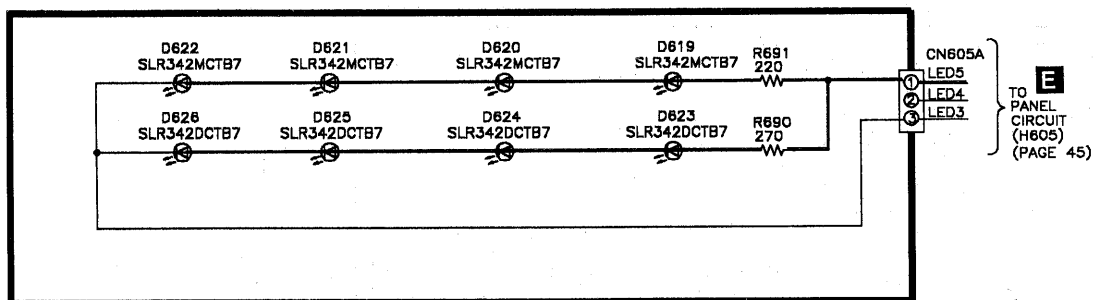 D622
SLR342MCTB7
D621
SLR342MCTB7
D620
SLR342MCTB7
D619
SLR342MCTB7
R691
220
D626
SLR342DCTB7
D625
SLR342DCTB7
D624
SLR342DCTB7
D623
SLR342DCTB7
R690
270
CN605A
1 LED5
2 LED4
3 LED3
E
TO
PANEL
CIRCUIT
(H605)
(PAGE 45)